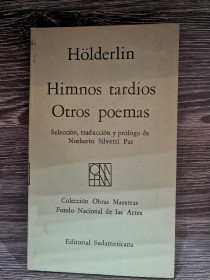 Hölderlin
Himnos tardíos
Otros poemas
Selección, traducción y prólogo de
Norberto Silvetti Paz
Colección Obras Maestras
Fondo Nacional de las Artes
Editorial Sudamericana